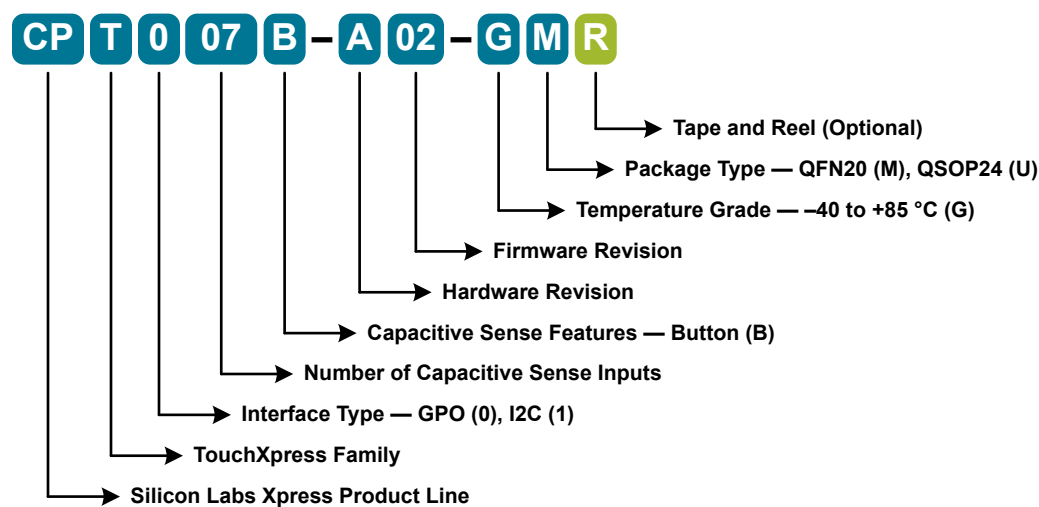 CP T 0 07 B – A 02 – G M R
Tape and Reel (Optional)
Package Type — QFN20 (M), QSOP24 (U)
Temperature Grade — –40 to +85 °C (G)
Firmware Revision
Hardware Revision
Capacitive Sense Features — Button (B)
Number of Capacitive Sense Inputs
Interface Type — GPO (0), I2C (1)
TouchXpress Family
Silicon Labs Xpress Product Line